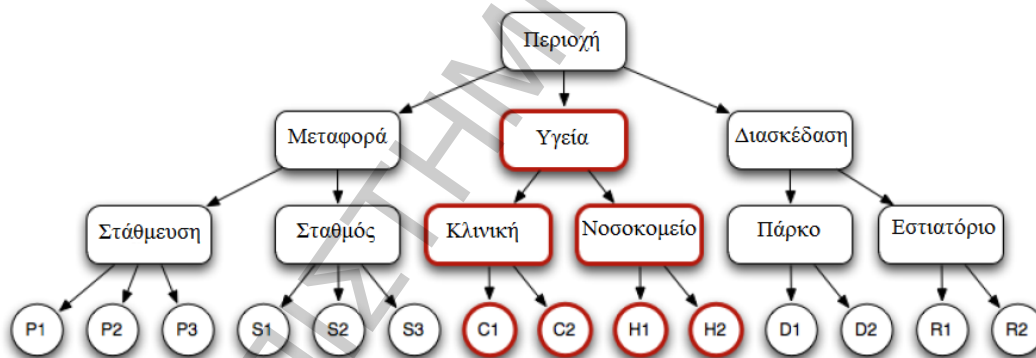 Περιοχή
Μεταφορά
Υγεία
Διασκέδαση
Στάθμευση
Σταθμός
Κλινική
Νοσοκομείο
Πάρκο
Εστιατόριο
P1
P2
P3
S1
S2
S3
C1
C2
H1
H2
D1
D2
R1
R2